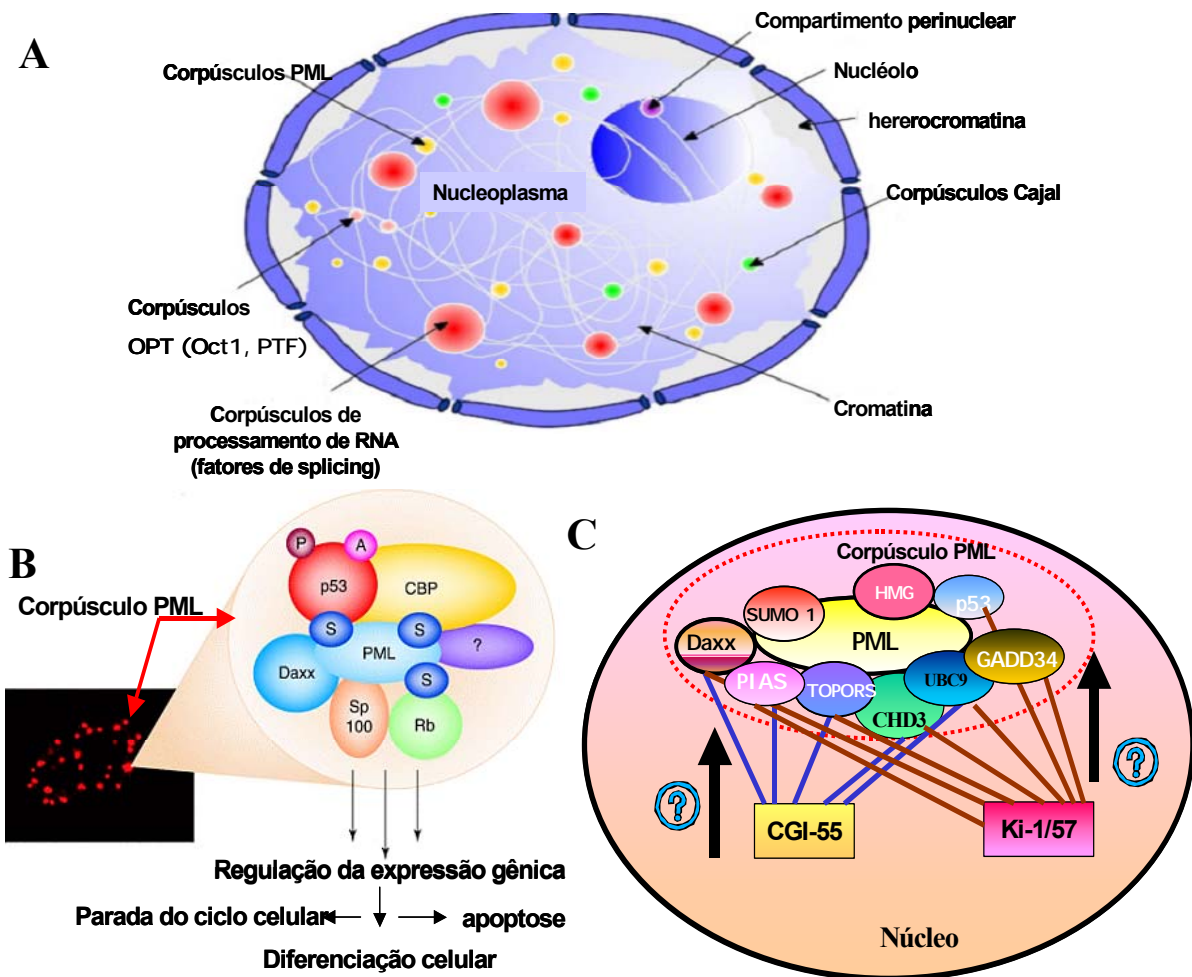 A
Compartimento perinuclear
Corpúsculos PML
Nucléolo
hererocromatina
Nucleoplasma
Corpúsculos Cajal
Corpúsculos
OPT (Oct1, PTF)
Corpúsculos de
processamento de RNA
(fatores de splicing)
Cromatina
B
Corpúsculo PML
P
A
p53
CBP
S
S
?
Daxx
PML
S
Sp
100
Rb
Regulação da expressão gênica
Parada do ciclo celular
apoptose
Diferenciação celular
C
Corpúsculo PML
HMG
p53
SUMO 1
Daxx
PML
GADD34
PIAS
TOPORS
UBC9
CHD3
?
?
CGI-55
Ki-1/57
Núcleo